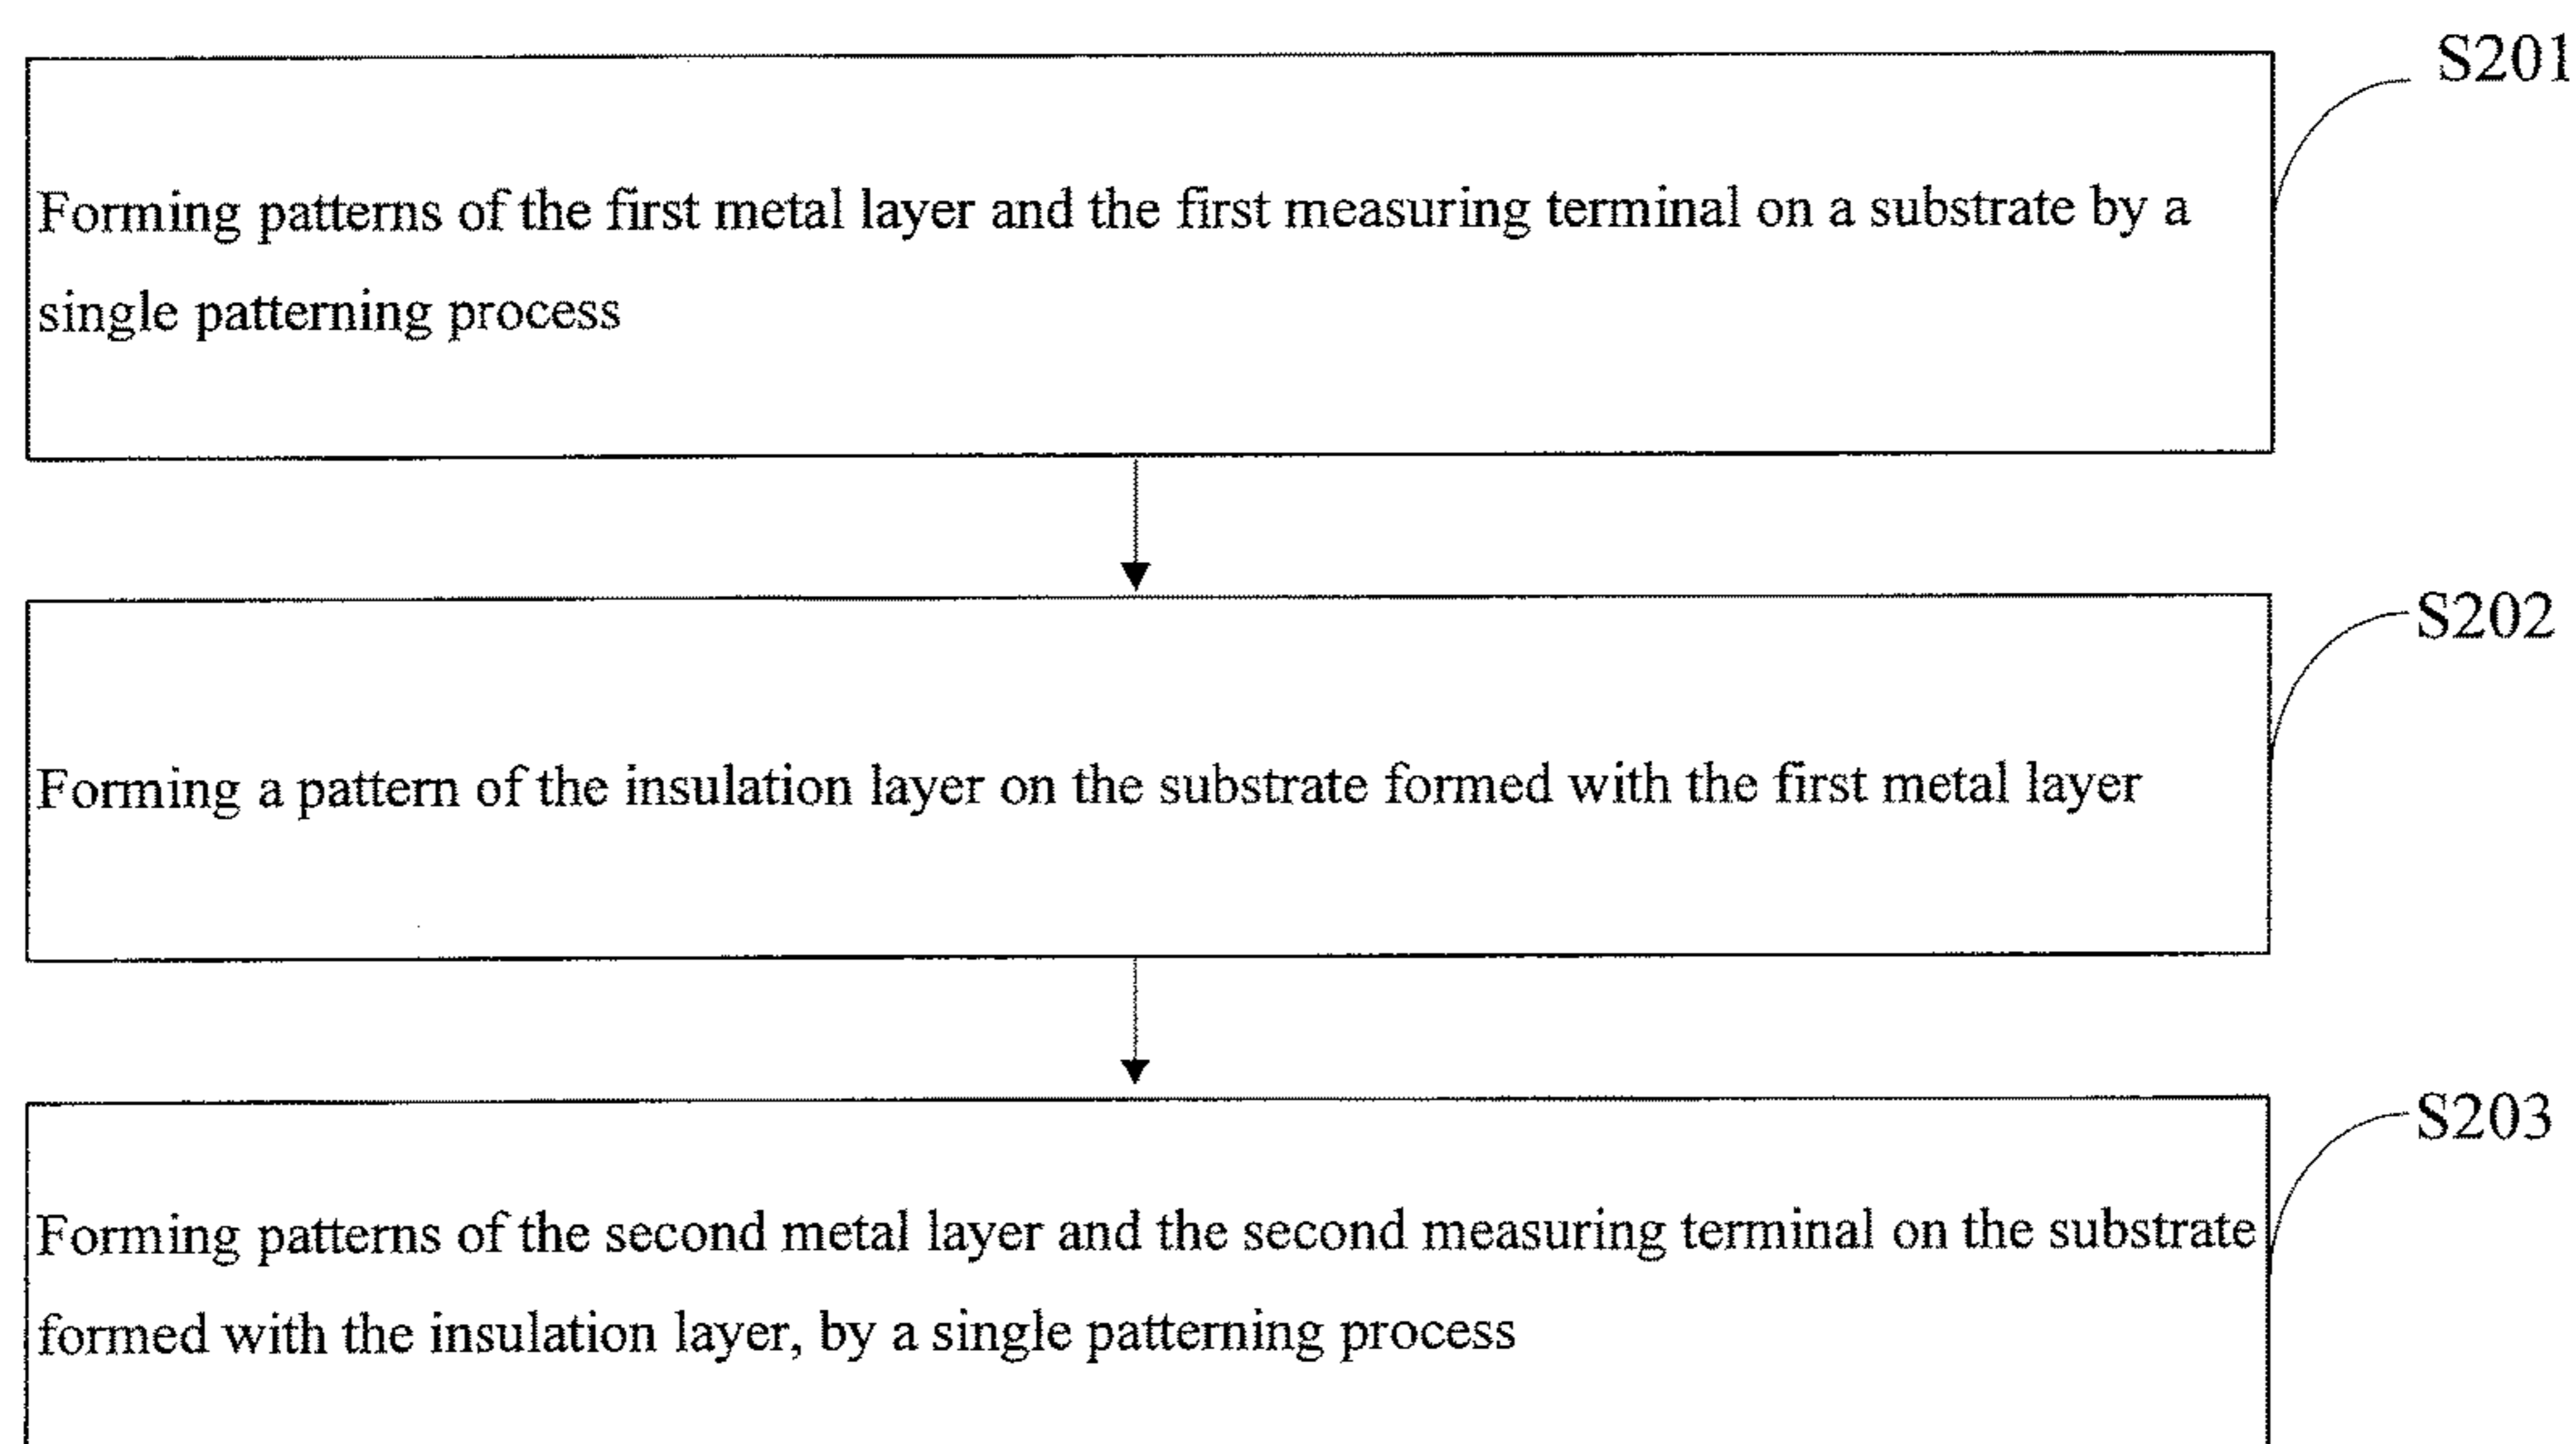 S201
Forming patterns of the first metal layer and the first measuring terminal on a substrate by a
single patterning process
S202
Forming a pattern of the insulation layer on the substrate formed with the first metal layer
S203
Forming patterns of the second metal layer and the second measuring terminal on the substrate
formed with the insulation layer, by a single patterning process